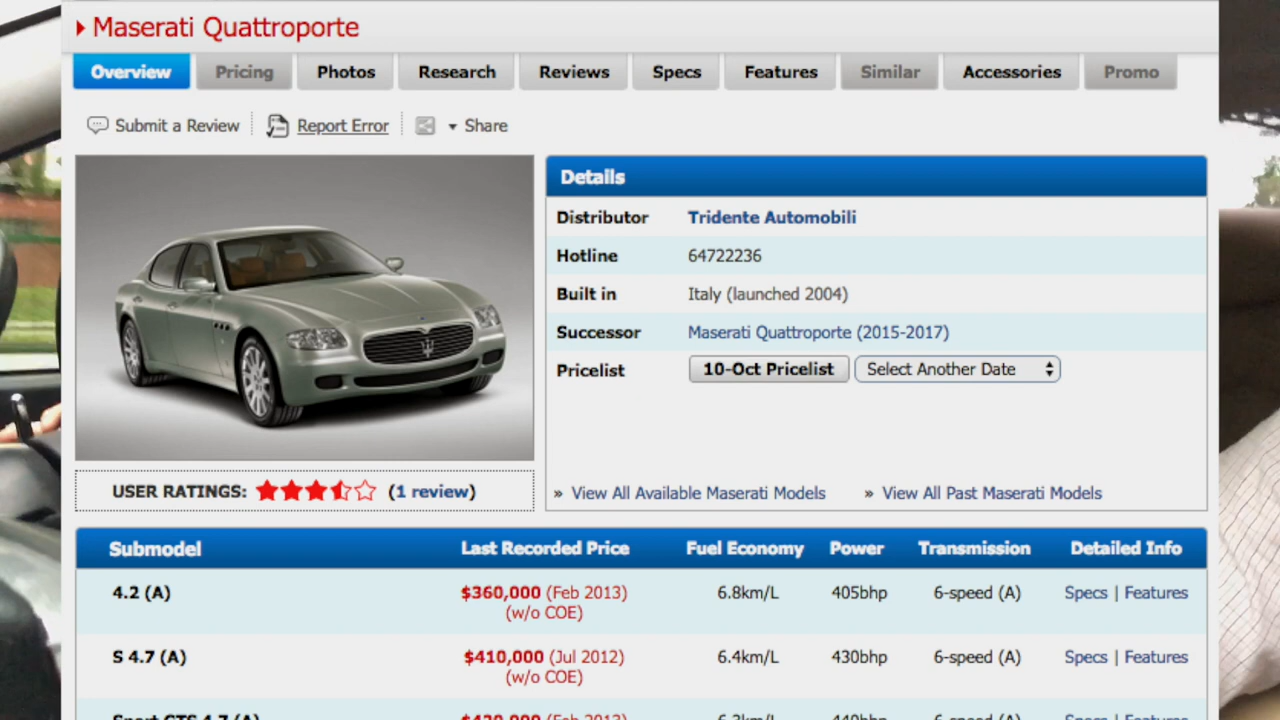 Maserati Quattroporte
Overview Pricing Photos Research Reviews Specs Features Similar Accessories Promo
Submit a Review Report Error Share
Details
Distributor Tridente Automobili
Hotline 64722236
Built in Italy (launched 2004)
Successor Maserati Quattroporte (2015-2017)
Pricelist 10-Oct Pricelist Select Another Date
» View All Available Maserati Models » View All Past Maserati Models
USER RATINGS: (1 review)
Submodel Last Recorded Price Fuel Economy Power Transmission Detailed Info
4.2 (A) $360,000 (Feb 2013) 6.8km/L 405bhp 6-speed (A) Specs | Features
(w/o COE)
S 4.7 (A) $410,000 (Jul 2012) 6.4km/L 430bhp 6-speed (A) Specs | Features
(w/o COE)